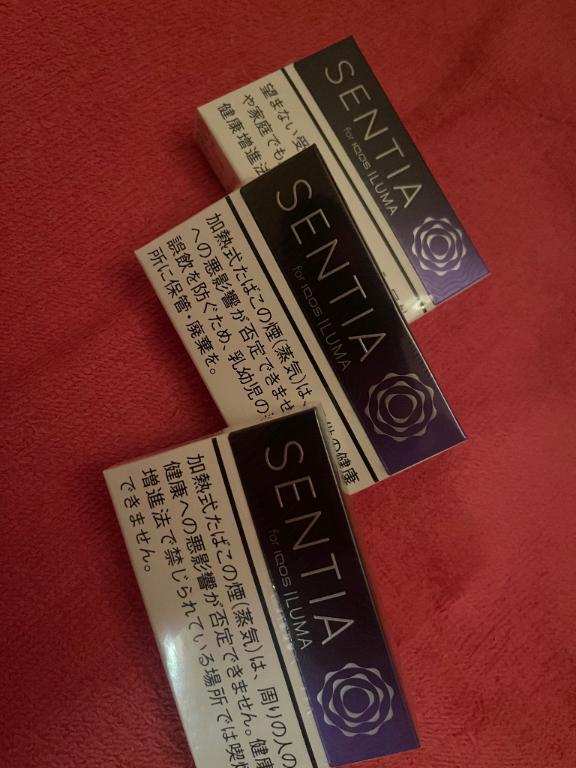 SENTIA
for IQOS ILUMA
望まない受
や家庭でも
健康増進法
SENTIA
for IQOS ILUMA
加熱式たばこの煙(蒸気)は、
への悪影響が否定できませ
誤飲を防ぐため、乳幼児の
所に保管・廃棄を。
の健康
SENTIA
for IQOS ILUMA
加熱式たばこの煙(蒸気)は、周りの人の
健康への悪影響が否定できません。健康
増進法で禁じられている場所では喫煙
できません。